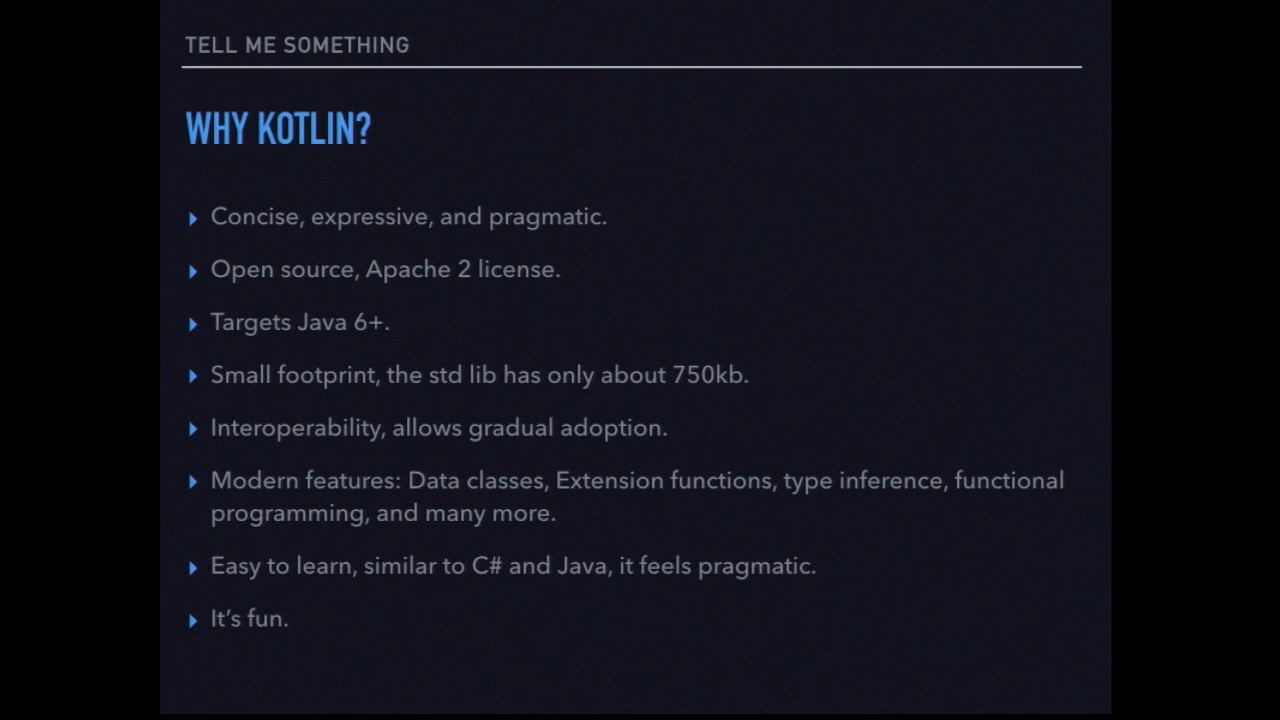 TELL ME SOMETHING
WHY KOTLIN?
Concise, expressive, and pragmatic.
Open source, Apache 2 license.
Targets Java 6+.
Small footprint, the std lib has only about 750kb.
Interoperability, allows gradual adoption.
Modern features: Data classes, Extension functions, type inference, functional
programming, and many more.
Easy to learn, similar to C# and Java, it feels pragmatic.
It’s fun.